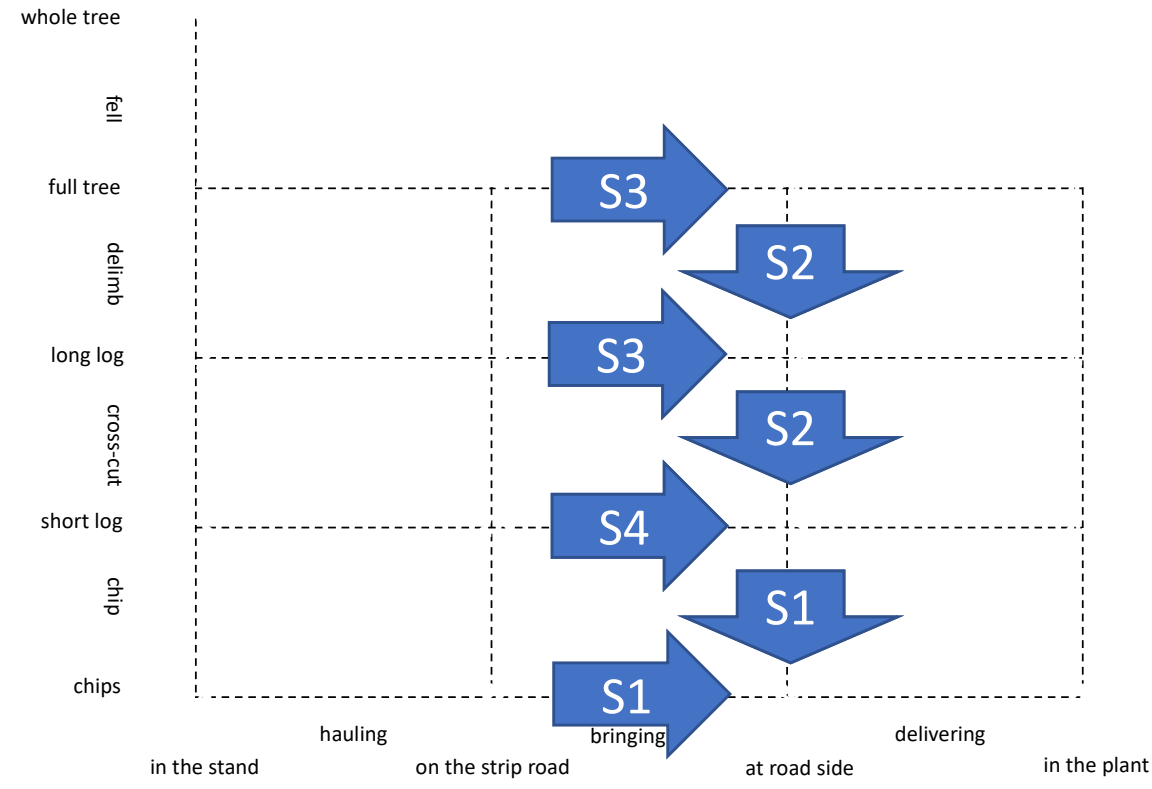 whole tree
fell
full tree
S3
delimb
S2
long log
S3
cross-cut
S2
short log
S4
chip
S1
chips
S1
hauling
bringing
delivering
in the stand
on the strip road
at road side
in the plant